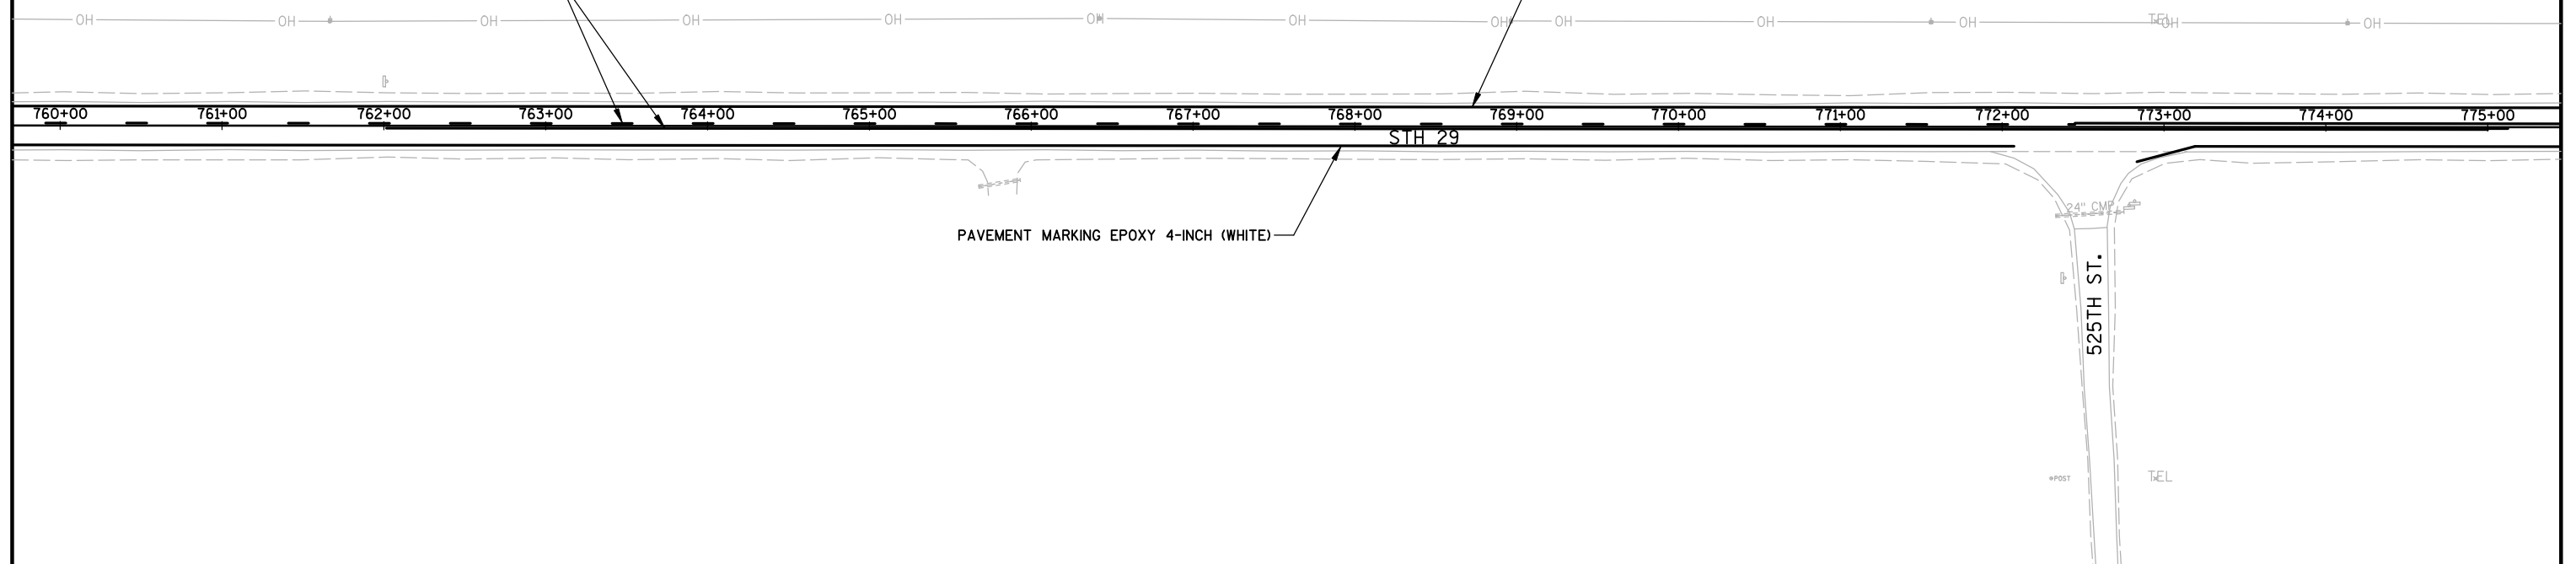 OH OH OH OH OH OH OH OH OH OH OH TEL OH OH
760+00 761+00 762+00 763+00 764+00 765+00 766+00 767+00 768+00 769+00 770+00 771+00 772+00 773+00 774+00 775+00
STH 29
24" CMP
PAVEMENT MARKING EPOXY 4-INCH (WHITE)
525TH ST.
POST
TEL